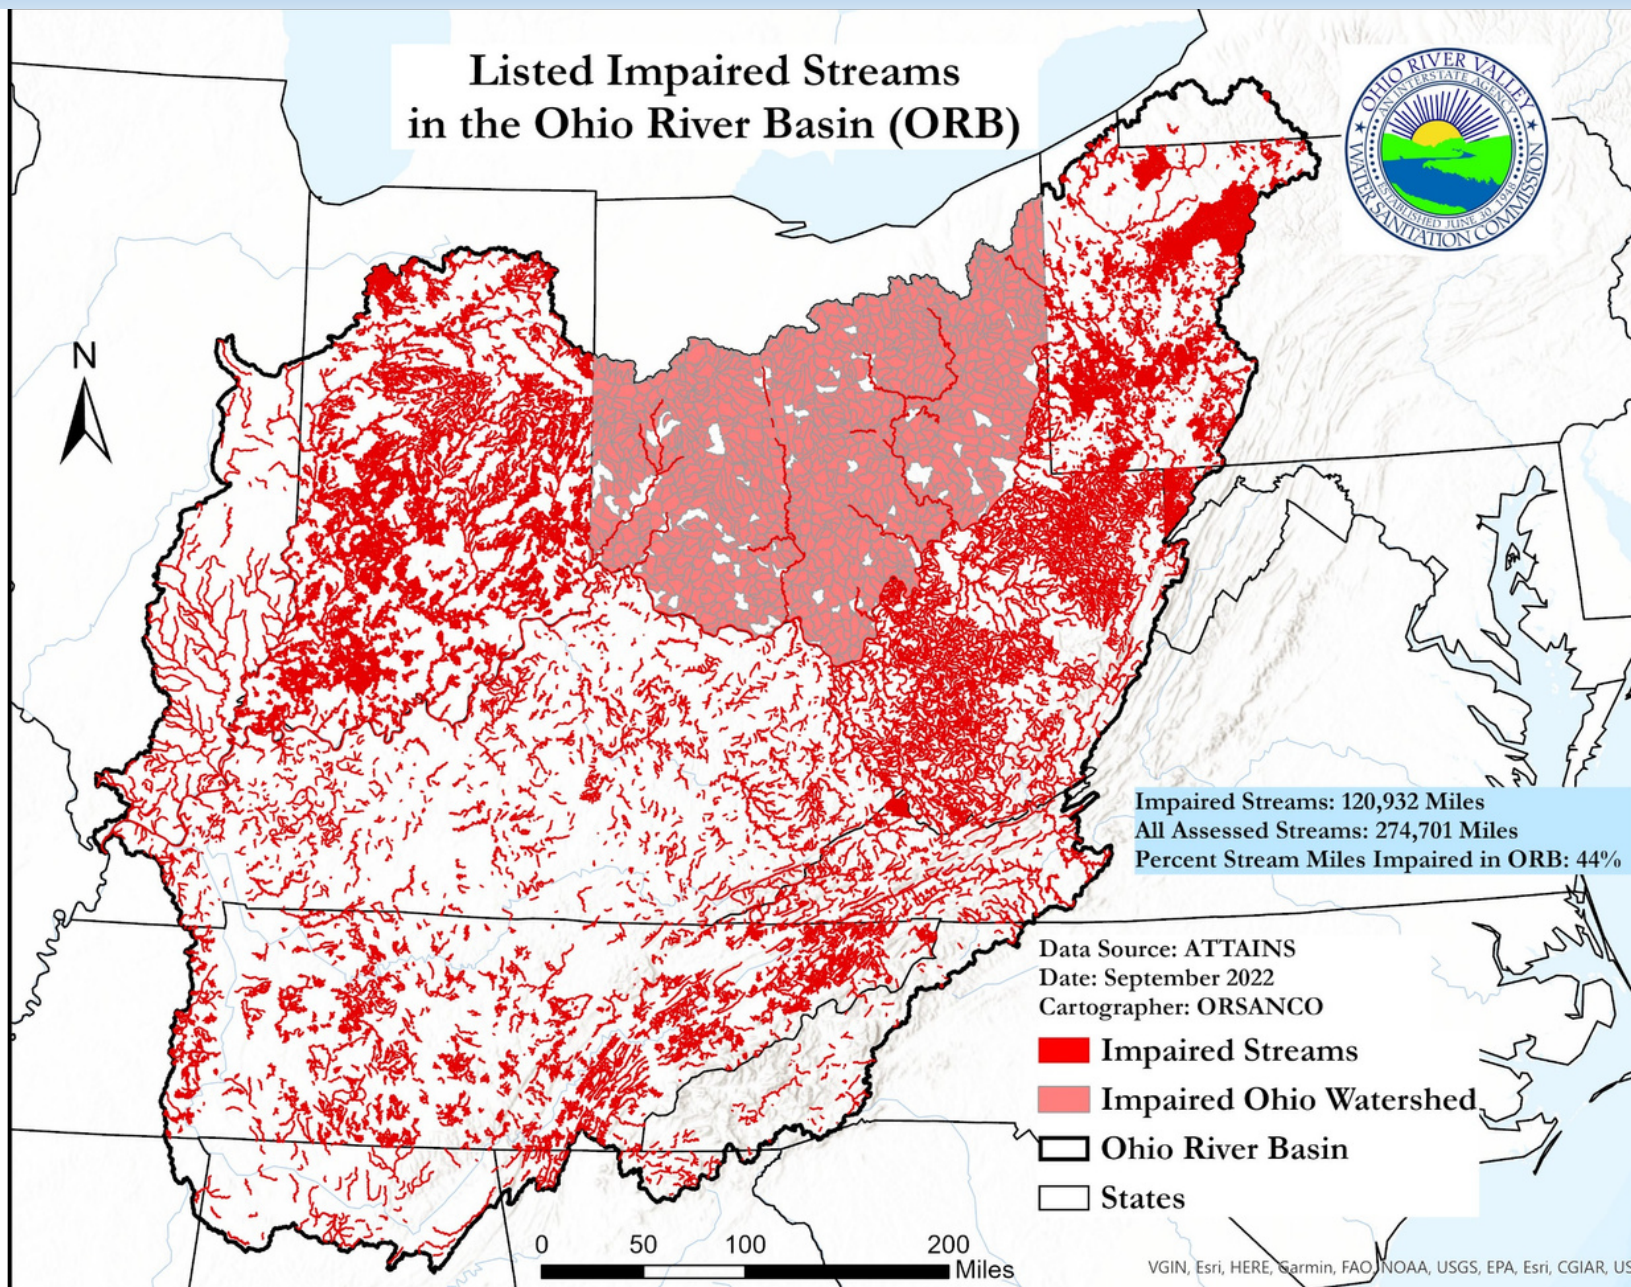 Listed Impaired Streams
in the Ohio River Basin (ORB)
OHIO RIVER VALLEY
WATER SANITATION COMMISSION
AN INTERSTATE AGENCY
ESTABLISHED JUNE 30, 1948
N
Impaired Streams: 120,932 Miles
All Assessed Streams: 274,701 Miles
Percent Stream Miles Impaired in ORB: 44%
Data Source: ATTAINS
Date: September 2022
Cartographer: ORSANCO
Impaired Streams
Impaired Ohio Watershed
Ohio River Basin
States
0 50 100 200
Miles
VGIN, Esri, HERE, Garmin, FAO, NOAA, USGS, EPA, Esri, CGIAR, US